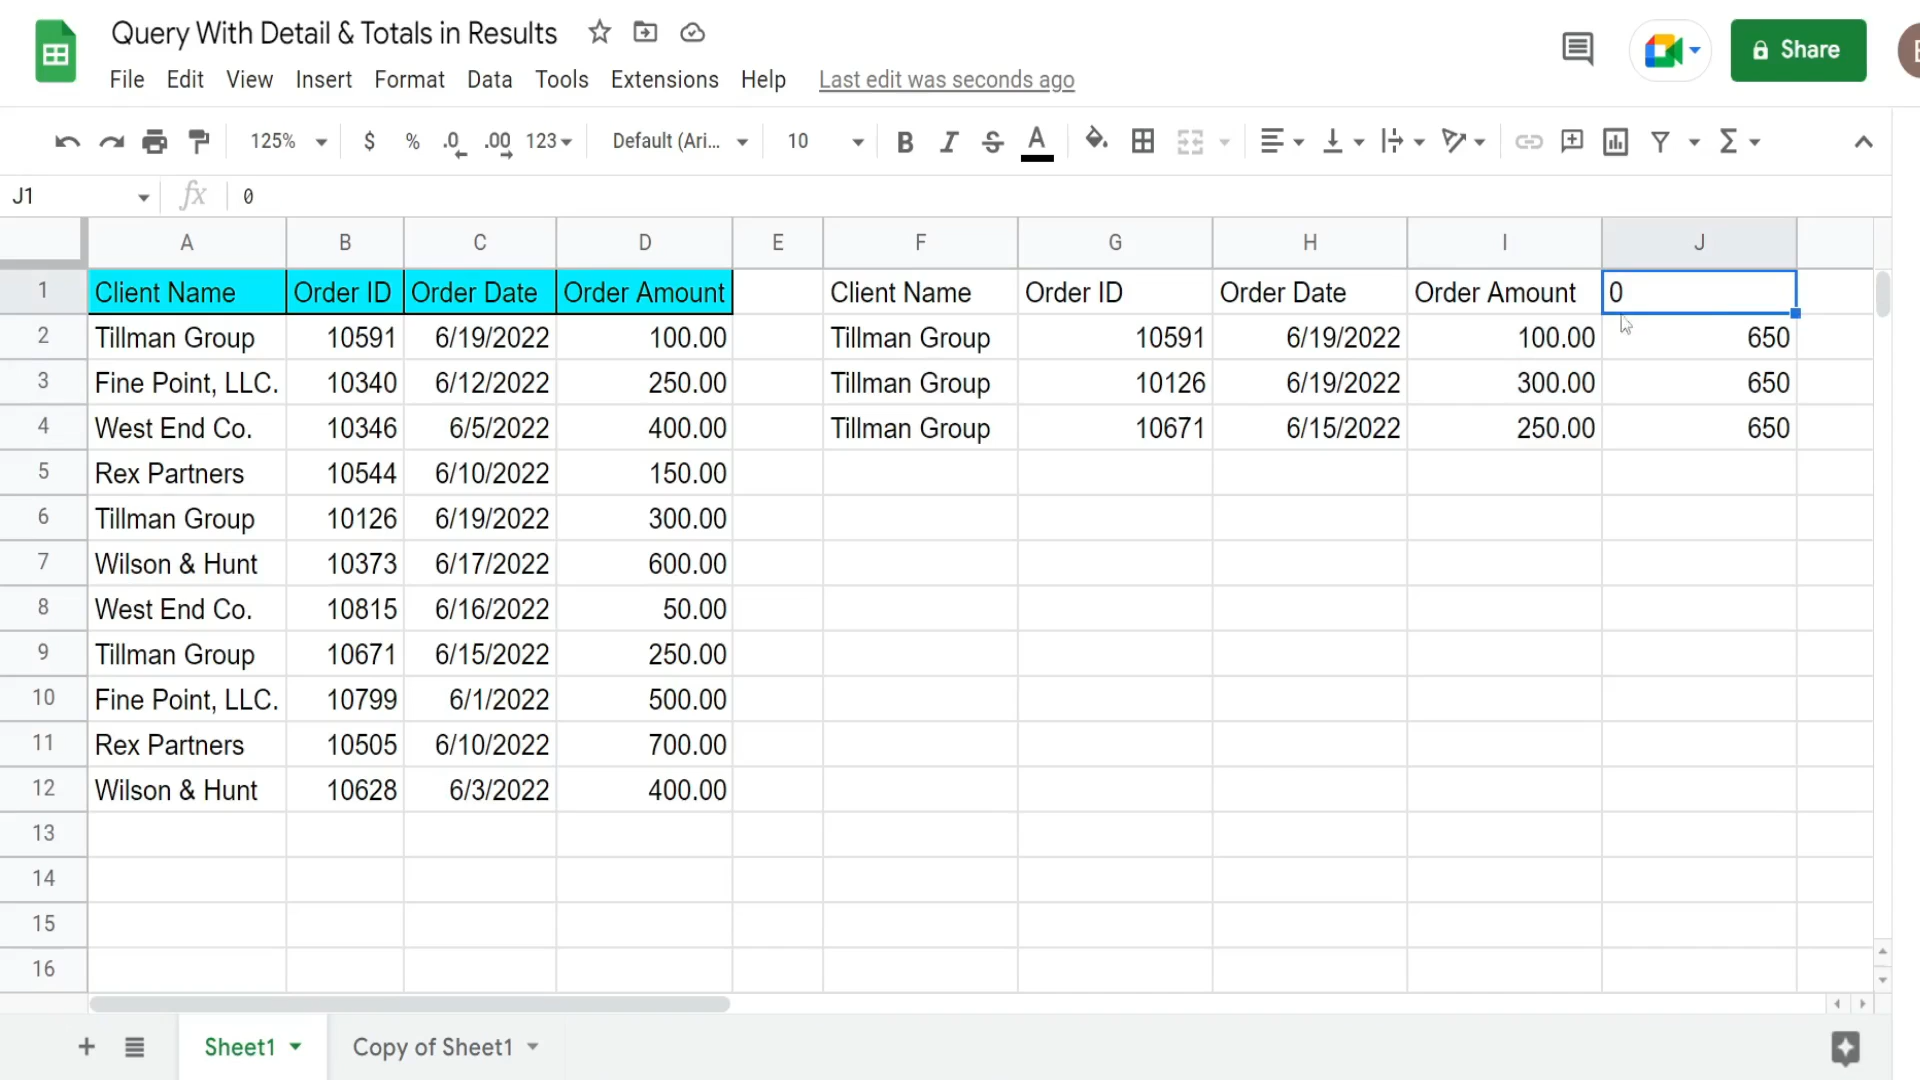 Query With Detail & Totals in Results
Share
File Edit View Insert Format Data Tools Extensions Help Last edit was seconds ago
125% $ % .0 .00 123 Default (Ari... 10 B I S A
J1 fx 0
A B C D E F G H I J
1 Client Name Order ID Order Date Order Amount Client Name Order ID Order Date Order Amount 0
2 Tillman Group 10591 6/19/2022 100.00 Tillman Group 10591 6/19/2022 100.00 650
3 Fine Point, LLC. 10340 6/12/2022 250.00 Tillman Group 10126 6/19/2022 300.00 650
4 West End Co. 10346 6/5/2022 400.00 Tillman Group 10671 6/15/2022 250.00 650
5 Rex Partners 10544 6/10/2022 150.00
6 Tillman Group 10126 6/19/2022 300.00
7 Wilson & Hunt 10373 6/17/2022 600.00
8 West End Co. 10815 6/16/2022 50.00
9 Tillman Group 10671 6/15/2022 250.00
10 Fine Point, LLC. 10799 6/1/2022 500.00
11 Rex Partners 10505 6/10/2022 700.00
12 Wilson & Hunt 10628 6/3/2022 400.00
13
14
15
16
Sheet1 Copy of Sheet1